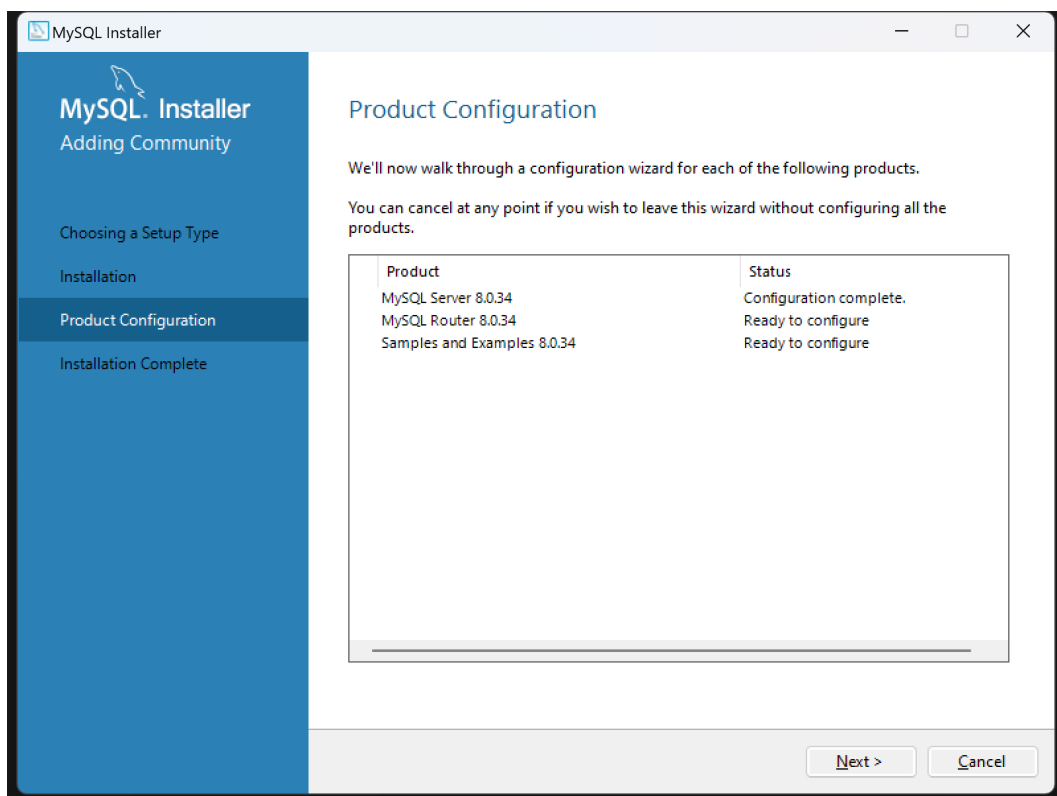 MySQL Installer
MySQL. Installer
Adding Community
Choosing a Setup Type
Installation
Product Configuration
Installation Complete
Product Configuration
We'll now walk through a configuration wizard for each of the following products.
You can cancel at any point if you wish to leave this wizard without configuring all the
products.
Product Status
MySQL Server 8.0.34 Configuration complete.
MySQL Router 8.0.34 Ready to configure
Samples and Examples 8.0.34 Ready to configure
Next > Cancel